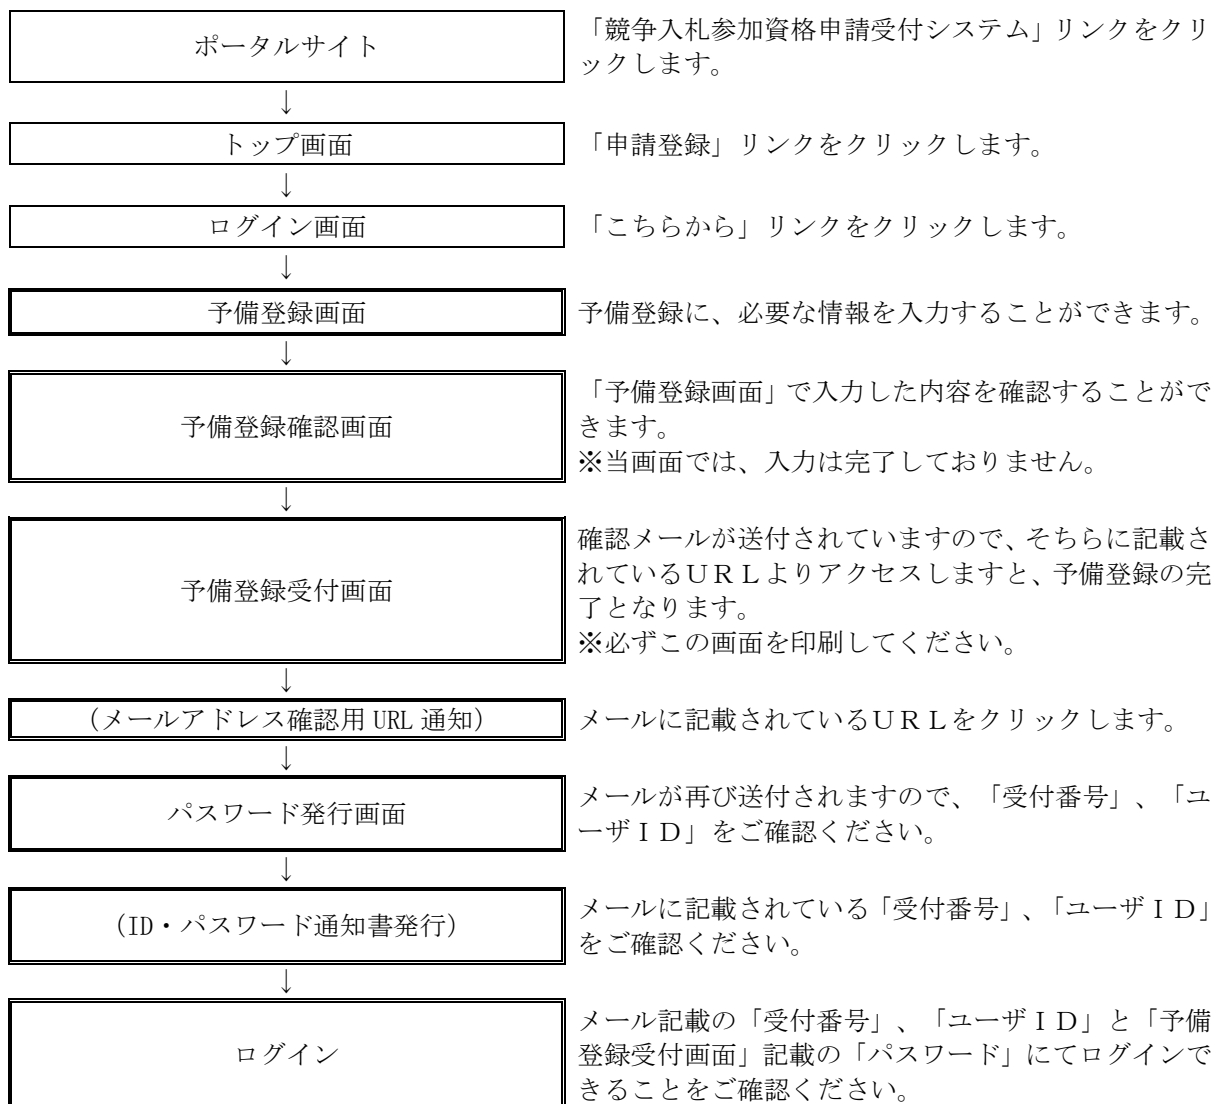 ポータルサイト
「競争入札参加資格申請受付システム」リンクをクリ
ックします。
↓
トップ画面
「申請登録」リンクをクリックします。
↓
ログイン画面
「こちらから」リンクをクリックします。
↓
予備登録画面
予備登録に、必要な情報を入力することができます。
↓
予備登録確認画面
「予備登録画面」で入力した内容を確認することがで
きます。
※当画面では、入力は完了しておりません。
↓
予備登録受付画面
確認メールが送付されていますので、そちらに記載さ
れているＵＲＬよりアクセスしますと、予備登録の完
了となります。
※必ずこの画面を印刷してください。
↓
（メールアドレス確認用 URL 通知）
メールに記載されているＵＲＬをクリックします。
↓
パスワード発行画面
メールが再び送付されますので、「受付番号」、「ユ
ーザＩＤ」をご確認ください。
↓
（ID・パスワード通知書発行）
メールに記載されている「受付番号」、「ユーザＩＤ」
をご確認ください。
↓
ログイン
メール記載の「受付番号」、「ユーザＩＤ」と「予備
登録受付画面」記載の「パスワード」にてログインで
きることをご確認ください。